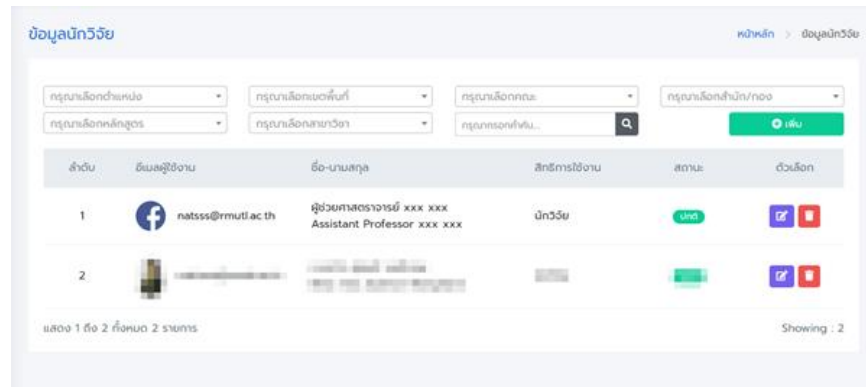 ข้อมูลนักวิจัย
หน้าหลัก > ข้อมูลนักวิจัย
กรุณาเลือกตำแหน่ง กรุณาเลือกเขตพื้นที่ กรุณาเลือกคณะ กรุณาเลือกสำนัก/กอง
กรุณาเลือกหลักสูตร กรุณาเลือกสาขาวิชา กรุณากรอกคำค้น... เพิ่ม
ลำดับ อีเมลผู้ใช้งาน ชื่อ-นามสกุล สิทธิการใช้งาน สถานะ ตัวเลือก
1 natsss@rmutl.ac.th ผู้ช่วยศาสตราจารย์ xxx xxx นักวิจัย ปกติ
Assistant Professor xxx xxx
2
แสดง 1 ถึง 2 ทั้งหมด 2 รายการ Showing : 2